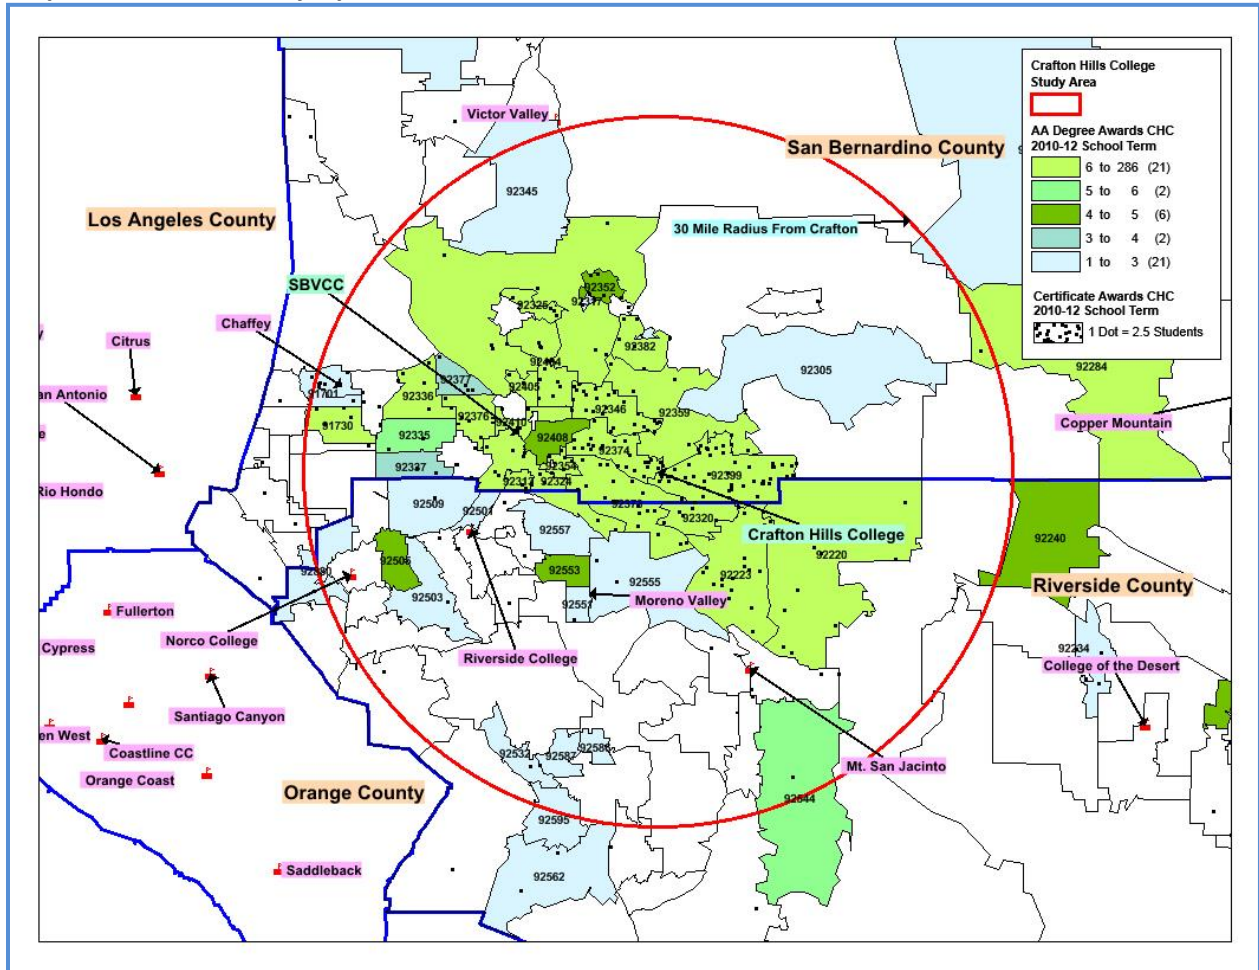 Crafton Hills College
Study Area
AA Degree Awards CHC
2010-12 School Term
6 to 286 (21)
5 to 6 (2)
4 to 5 (6)
3 to 4 (2)
1 to 3 (21)
Certificate Awards CHC
2010-12 School Term
1 Dot = 2.5 Students
Victor Valley
San Bernardino County
92345
Los Angeles County
30 Mile Radius From Crafton
SBVCC
92352
92325
Chaffey
Citrus
92382
92404
92305
92284
92377
92405
91701
92336
92346
92359
an Antonio
92376
92410
Copper Mountain
91730
92335
92408
92374
92354
92337
92399
92324
Rio Hondo
92509
92501
92373
92320
92557
Crafton Hills College
92220
92240
92505
92553
92223
92555
Riverside County
92503
92551
Moreno Valley
Fullerton
Norco College
Cypress
Riverside College
92234
College of the Desert
Santiago Canyon
en West
Coastline CC
92532
92587
Mt. San Jacinto
Orange Coast
Orange County
92544
92595
Saddleback
92562